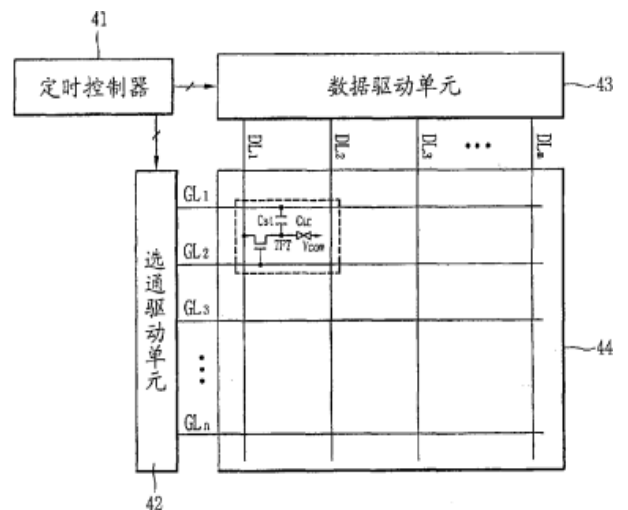 41
定时控制器
数据驱动单元
43
DL1
DL2
DL3
•••
DLm
GL1
Cst
Clc
TFT
Vcom
GL2
选通驱动单元
GL3
44
GLn
42